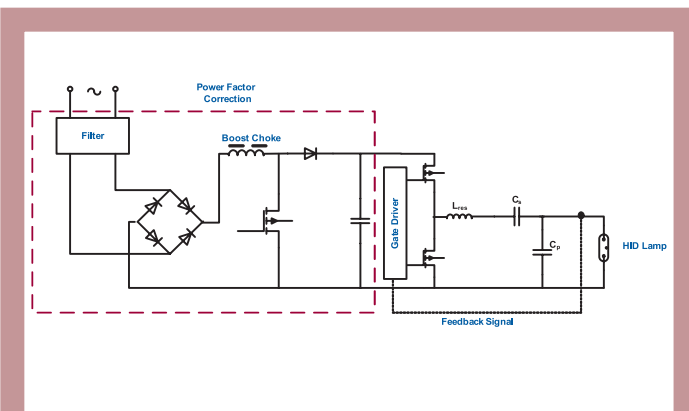 Power Factor
Correction
Filter
Boost Choke
Gate Driver
Lres
Cs
Cp
HID Lamp
Feedback Signal